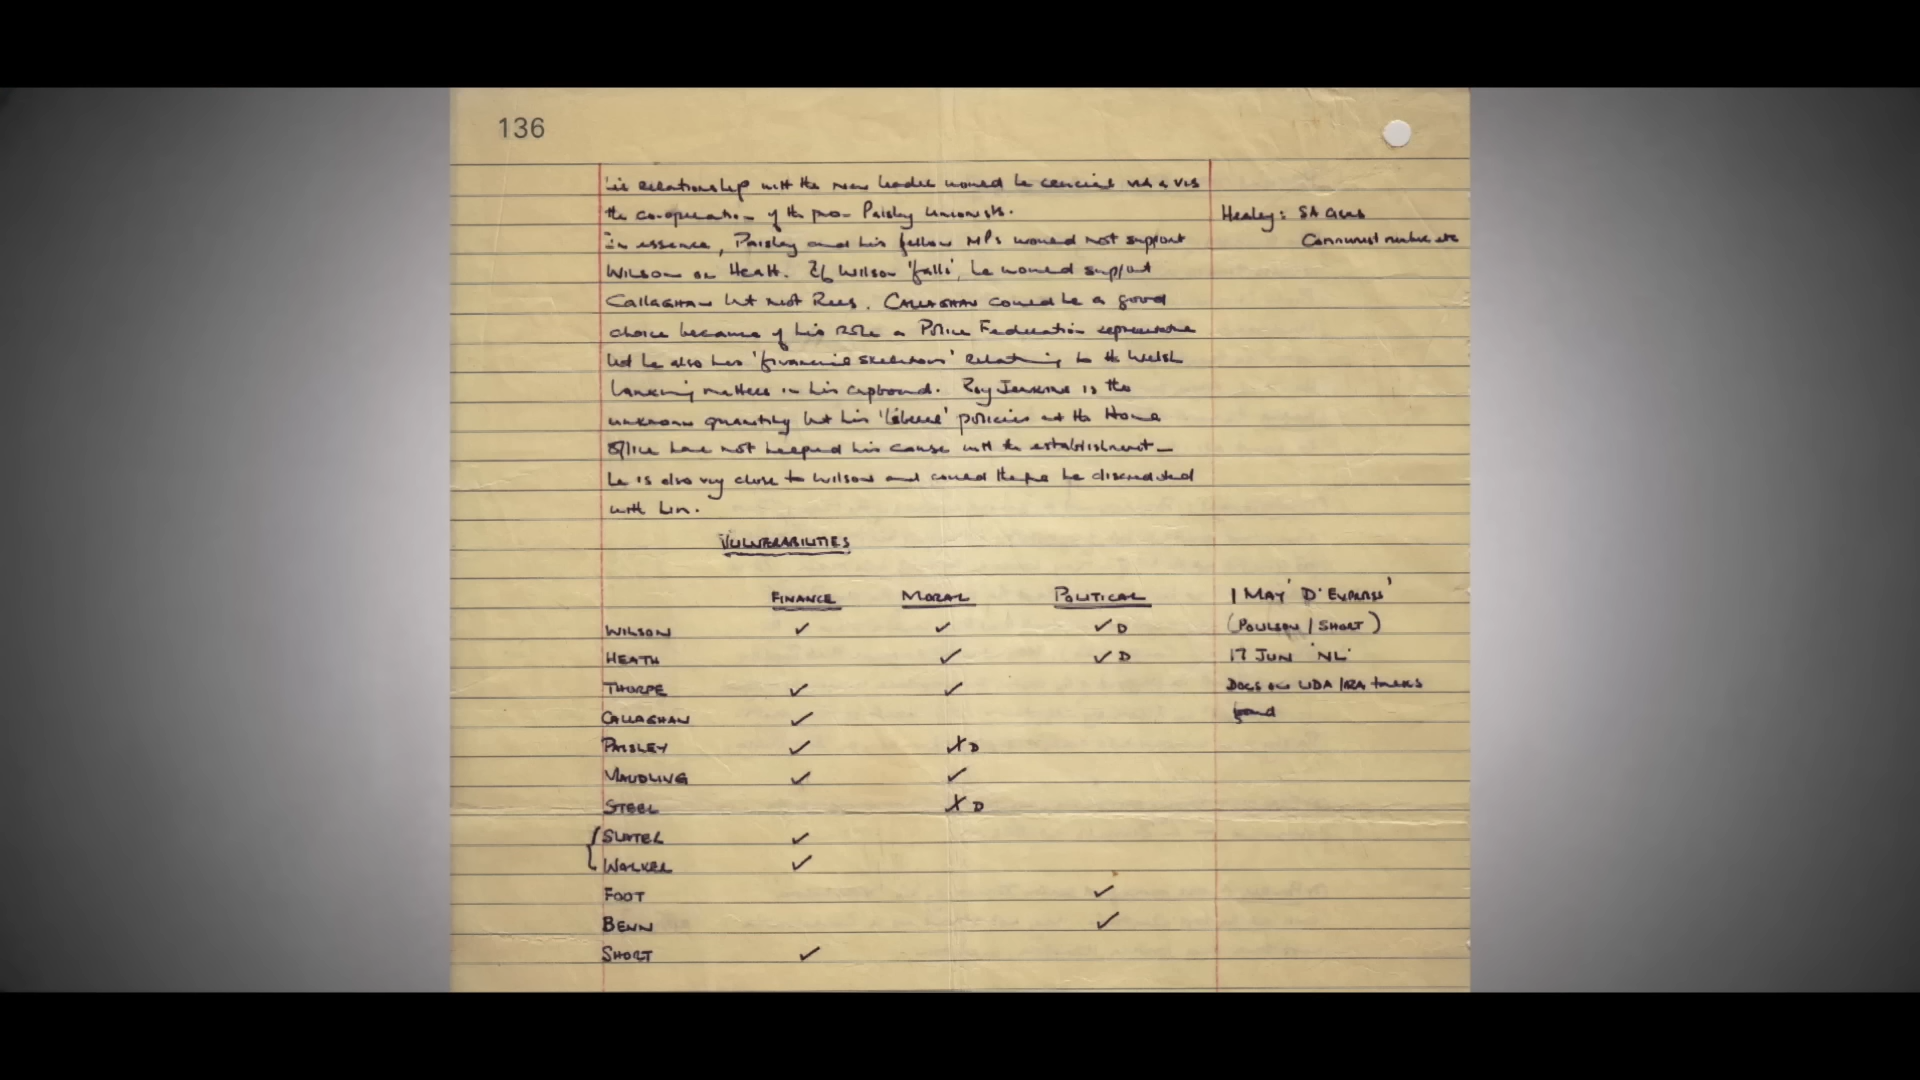 136
his relationship with the new leader would be crucial vis a vis
the co-operation of the pro-Paisley Unionists.
In essence, Paisley and his fellow MPs would not support
Wilson or Heath. If Wilson 'falls', he would support
Callaghan but not Rees. Callaghan could be a good
choice because of his role a Police Federation representative
but he also has 'financial skeletons' relating to the Welsh
banking matters in his cupboard. Roy Jenkins is the
unknown quantity but his 'liberal' policies at the Home
Office have not helped his cause with the establishment -
he is also very close to Wilson and could therefore be discredited
with him.
Healey: SA
Communist number etc
VULNERABILITIES
FINANCE MORAL POLITICAL
WILSON ✓ ✓ ✓ D
HEATH ✓ ✓ D
THORPE ✓ ✓
CALLAGHAN ✓
PAISLEY ✓ X D
MAUDLING ✓ ✓
STEEL X D
SLATER ✓
WALKER ✓
FOOT ✓
BENN ✓
SHORT ✓
1 MAY 'D' EXPRESS'
(POULSON / SHORT)
17 JUN 'NL'
DOCS ON UDA/IRA talks
found